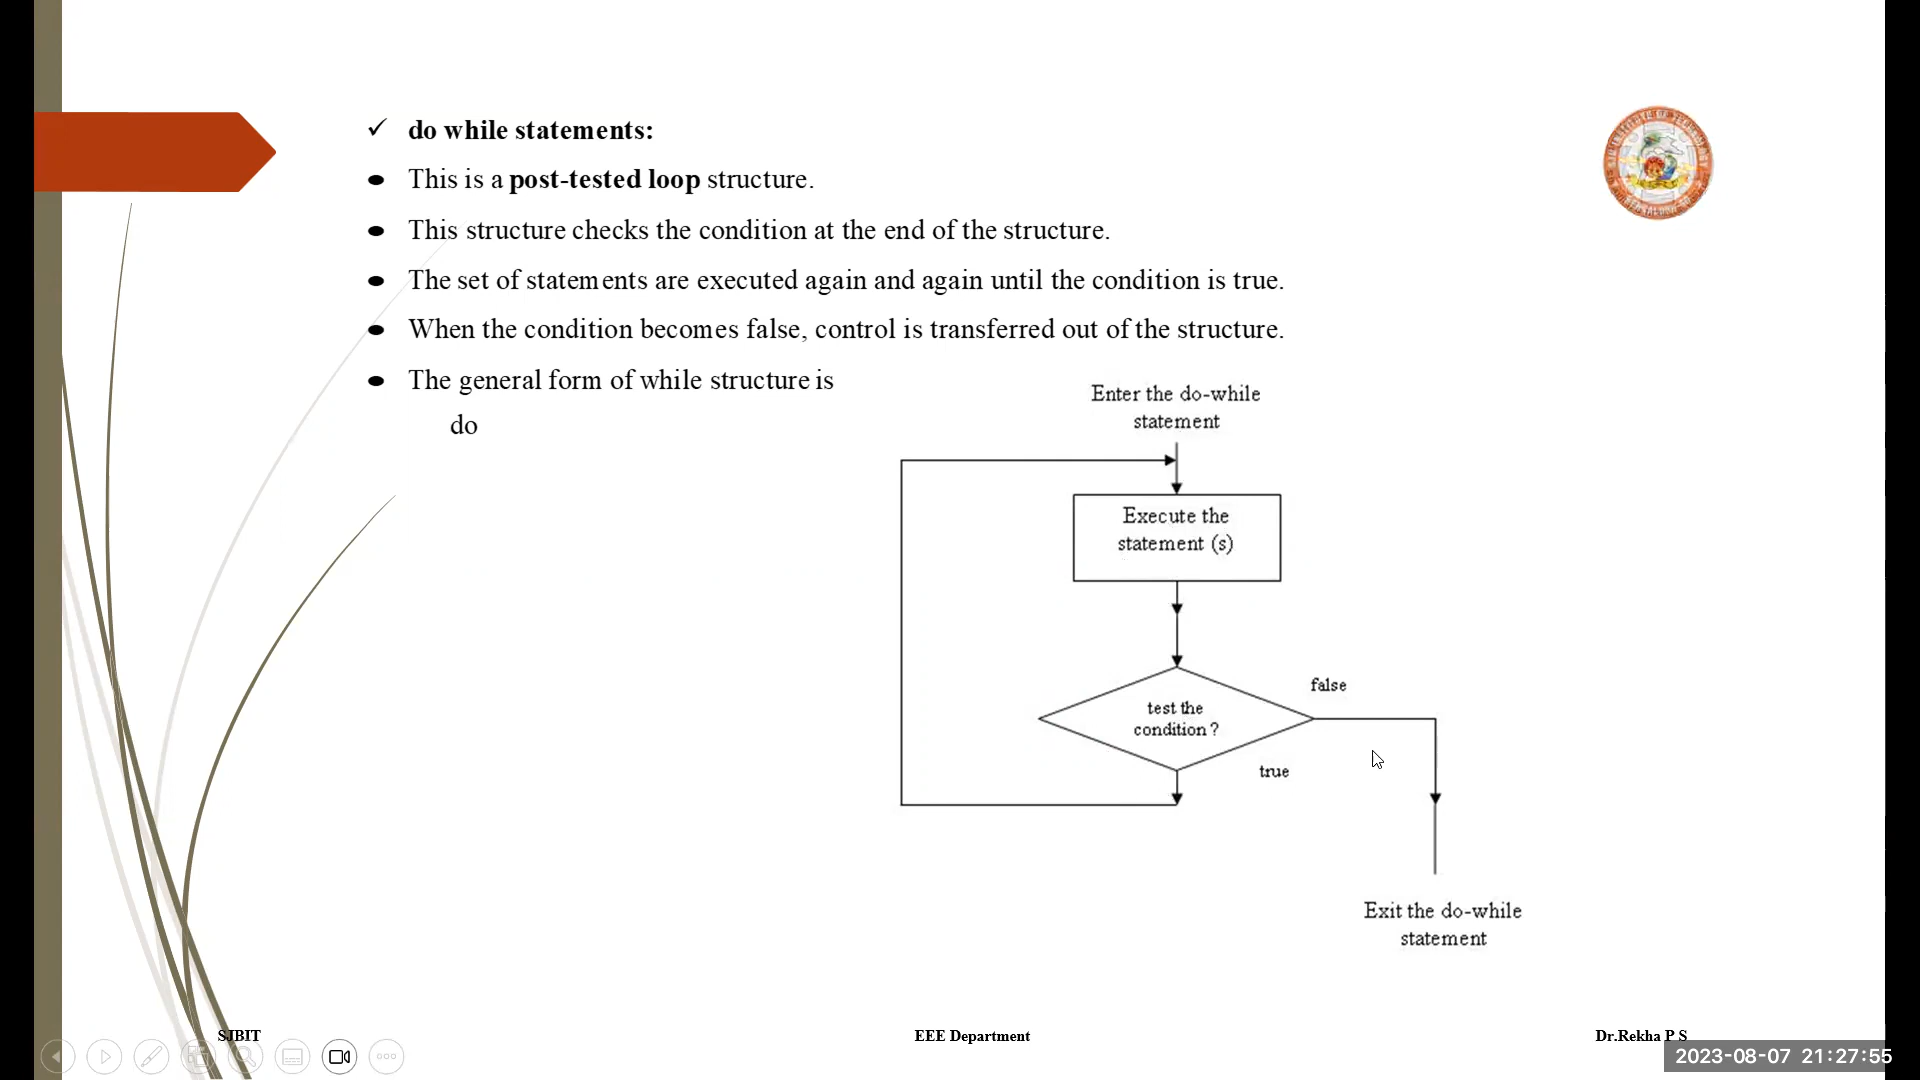 ✓ do while statements:
● This is a post-tested loop structure.
● This structure checks the condition at the end of the structure.
● The set of statements are executed again and again until the condition is true.
● When the condition becomes false, control is transferred out of the structure.
● The general form of while structure is
do
Enter the do-while
statement
Execute the
statement (s)
test the
condition ?
false
true
Exit the do-while
statement
SJBIT
EEE Department
Dr.Rekha P S
2023-08-07 21:27:55